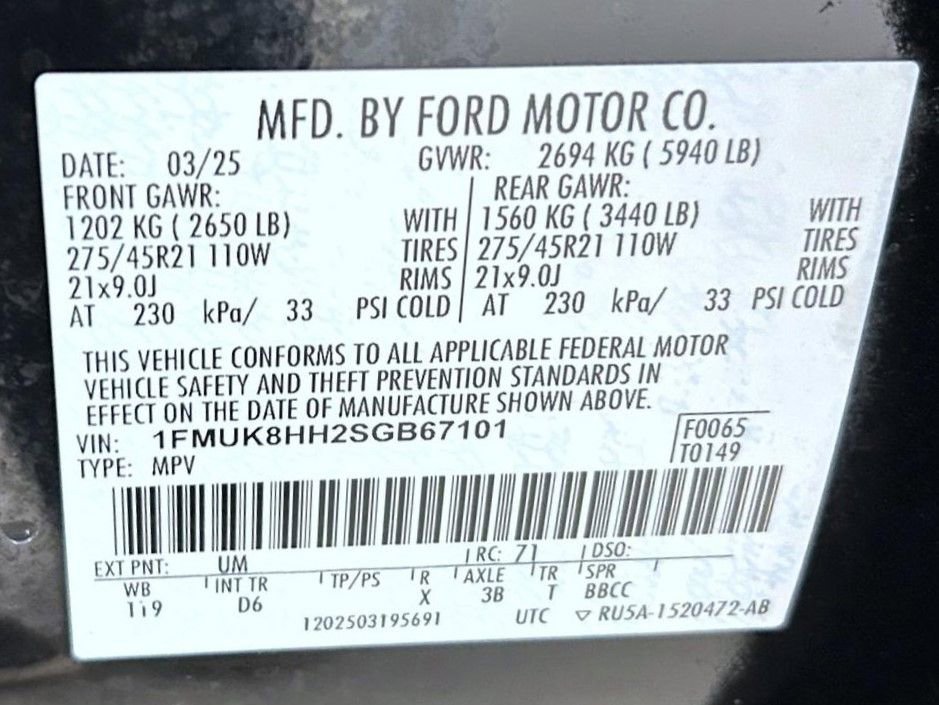 MFD. BY FORD MOTOR CO.
DATE: 03/25 GVWR: 2694 KG ( 5940 LB)
FRONT GAWR: REAR GAWR:
1202 KG ( 2650 LB) WITH 1560 KG ( 3440 LB) WITH
275/45R21 110W TIRES 275/45R21 110W TIRES
21x9.0J RIMS 21x9.0J RIMS
AT 230 kPa/ 33 PSI COLD AT 230 kPa/ 33 PSI COLD
THIS VEHICLE CONFORMS TO ALL APPLICABLE FEDERAL MOTOR
VEHICLE SAFETY AND THEFT PREVENTION STANDARDS IN
EFFECT ON THE DATE OF MANUFACTURE SHOWN ABOVE.
VIN: 1FMUK8HH2SGB67101 F0065
TYPE: MPV T0149
EXT PNT: UM RC: 71 DSO:
WB INT TR TP/PS R AXLE TR SPR
119 D6 X 3B T BBCC
1202503195691 UTC ▽ RU5A-1520472-AB